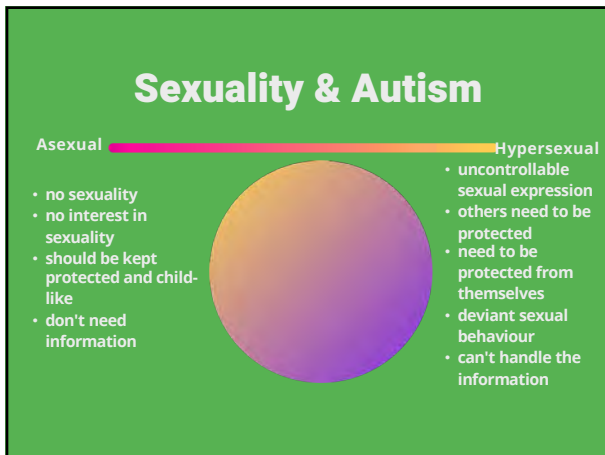 Sexuality & Autism
Asexual
• no sexuality
• no interest in
sexuality
• should be kept
protected and child-
like
• don't need
information
Hypersexual
• uncontrollable
sexual expression
• others need to be
protected
• need to be
protected from
themselves
• deviant sexual
behaviour
• can't handle the
information